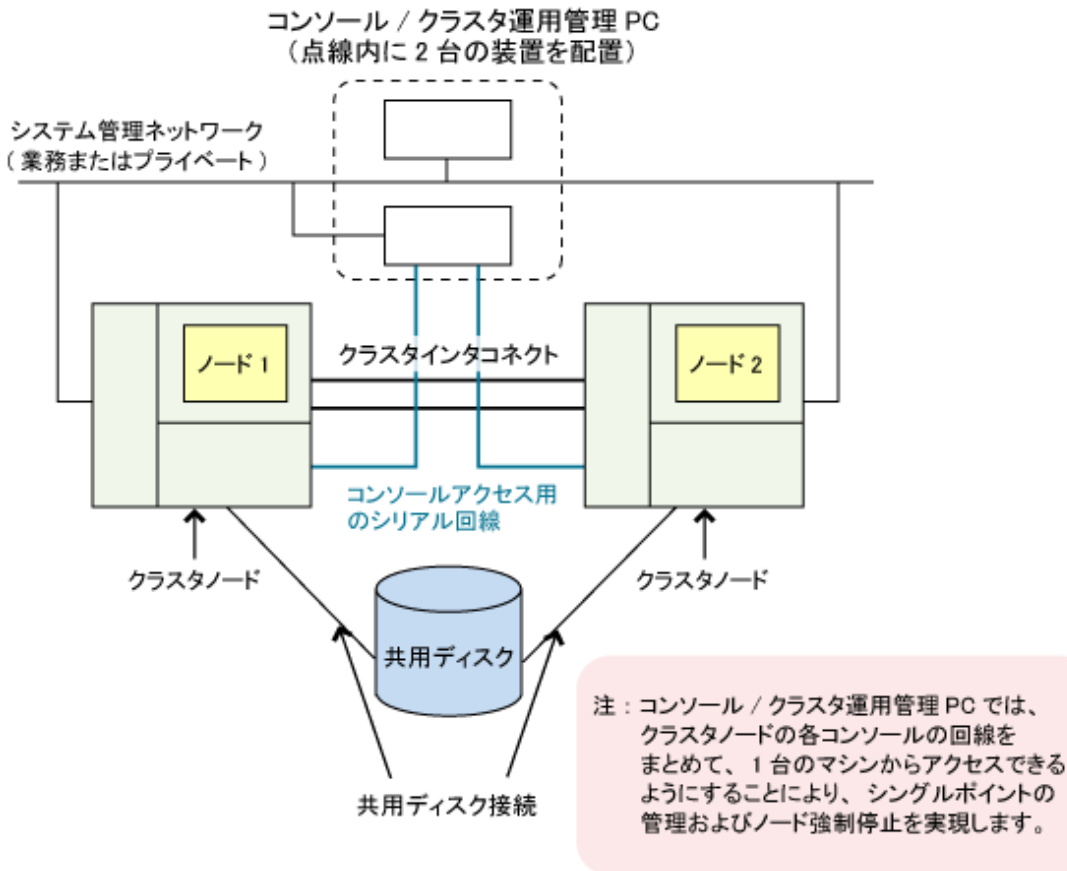 コンソール / クラスタ運用管理 PC
（点線内に 2 台の装置を配置）
システム管理ネットワーク
( 業務またはプライベート )
ノード 1
クラスタインタコネクト
ノード 2
コンソールアクセス用
のシリアル回線
クラスタノード
クラスタノード
共用ディスク
共用ディスク接続
注 : コンソール / クラスタ運用管理 PC では、
クラスタノードの各コンソールの回線を
まとめて、 1 台のマシンからアクセスできる
ようにすることにより、 シングルポイントの
管理およびノード強制停止を実現します。